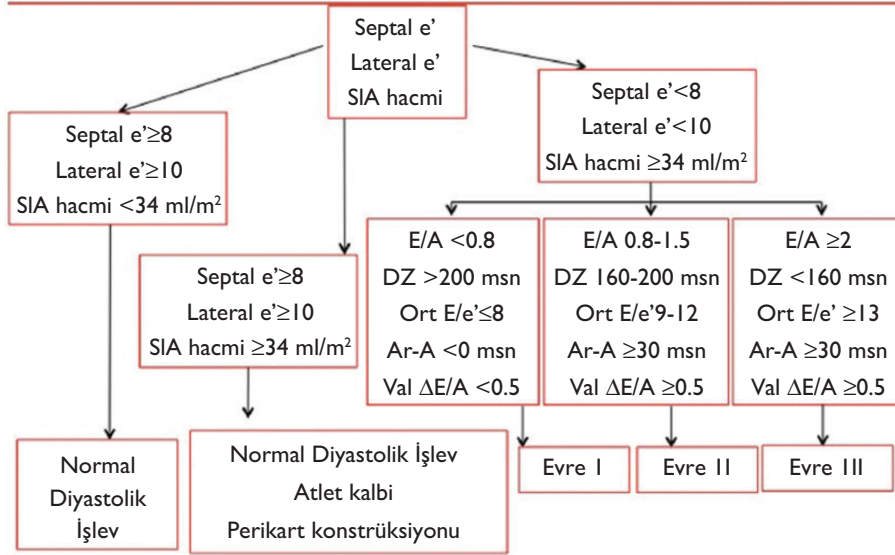 Septal e'
Lateral e'
SIA hacmi
Septal e'≥8
Lateral e'≥10
SIA hacmi <34 ml/m²
Septal e'<8
Lateral e'<10
SIA hacmi ≥34 ml/m²
Septal e'≥8
Lateral e'≥10
SIA hacmi ≥34 ml/m²
E/A <0.8
DZ >200 msn
Ort E/e'≤8
Ar-A <0 msn
Val ΔE/A <0.5
E/A 0.8-1.5
DZ 160-200 msn
Ort E/e'9-12
Ar-A ≥30 msn
Val ΔE/A ≥0.5
E/A ≥2
DZ <160 msn
Ort E/e' ≥13
Ar-A ≥30 msn
Val ΔE/A ≥0.5
Normal
Diyastolik
İşlev
Normal Diyastolik İşlev
Atlet kalbi
Perikart konstrüksiyonu
Evre I
Evre II
Evre III